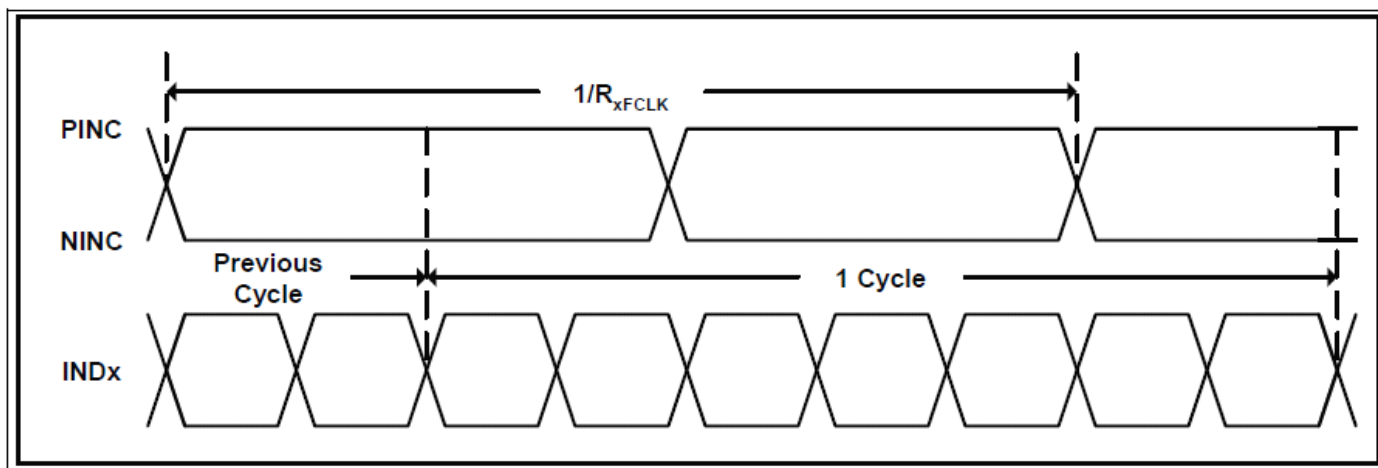 1/RxFCLK
PINC
NINC
Previous
Cycle
1 Cycle
INDx